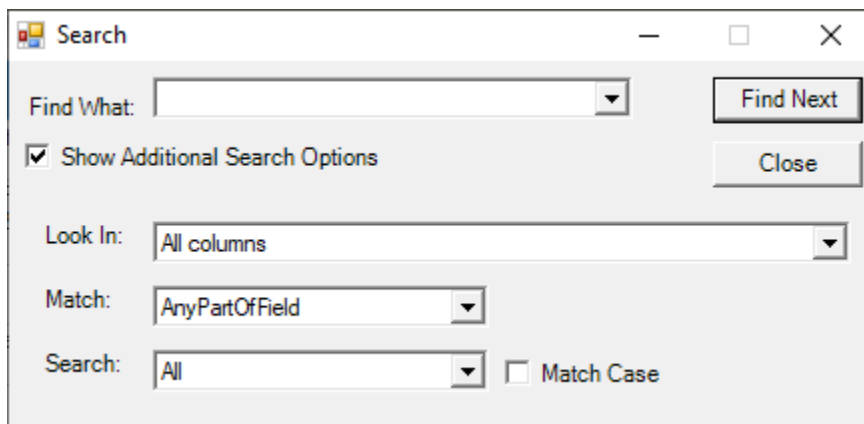 Search
Find What:
Find Next
Show Additional Search Options
Close
Look In: All columns
Match: AnyPartOfField
Search: All Match Case